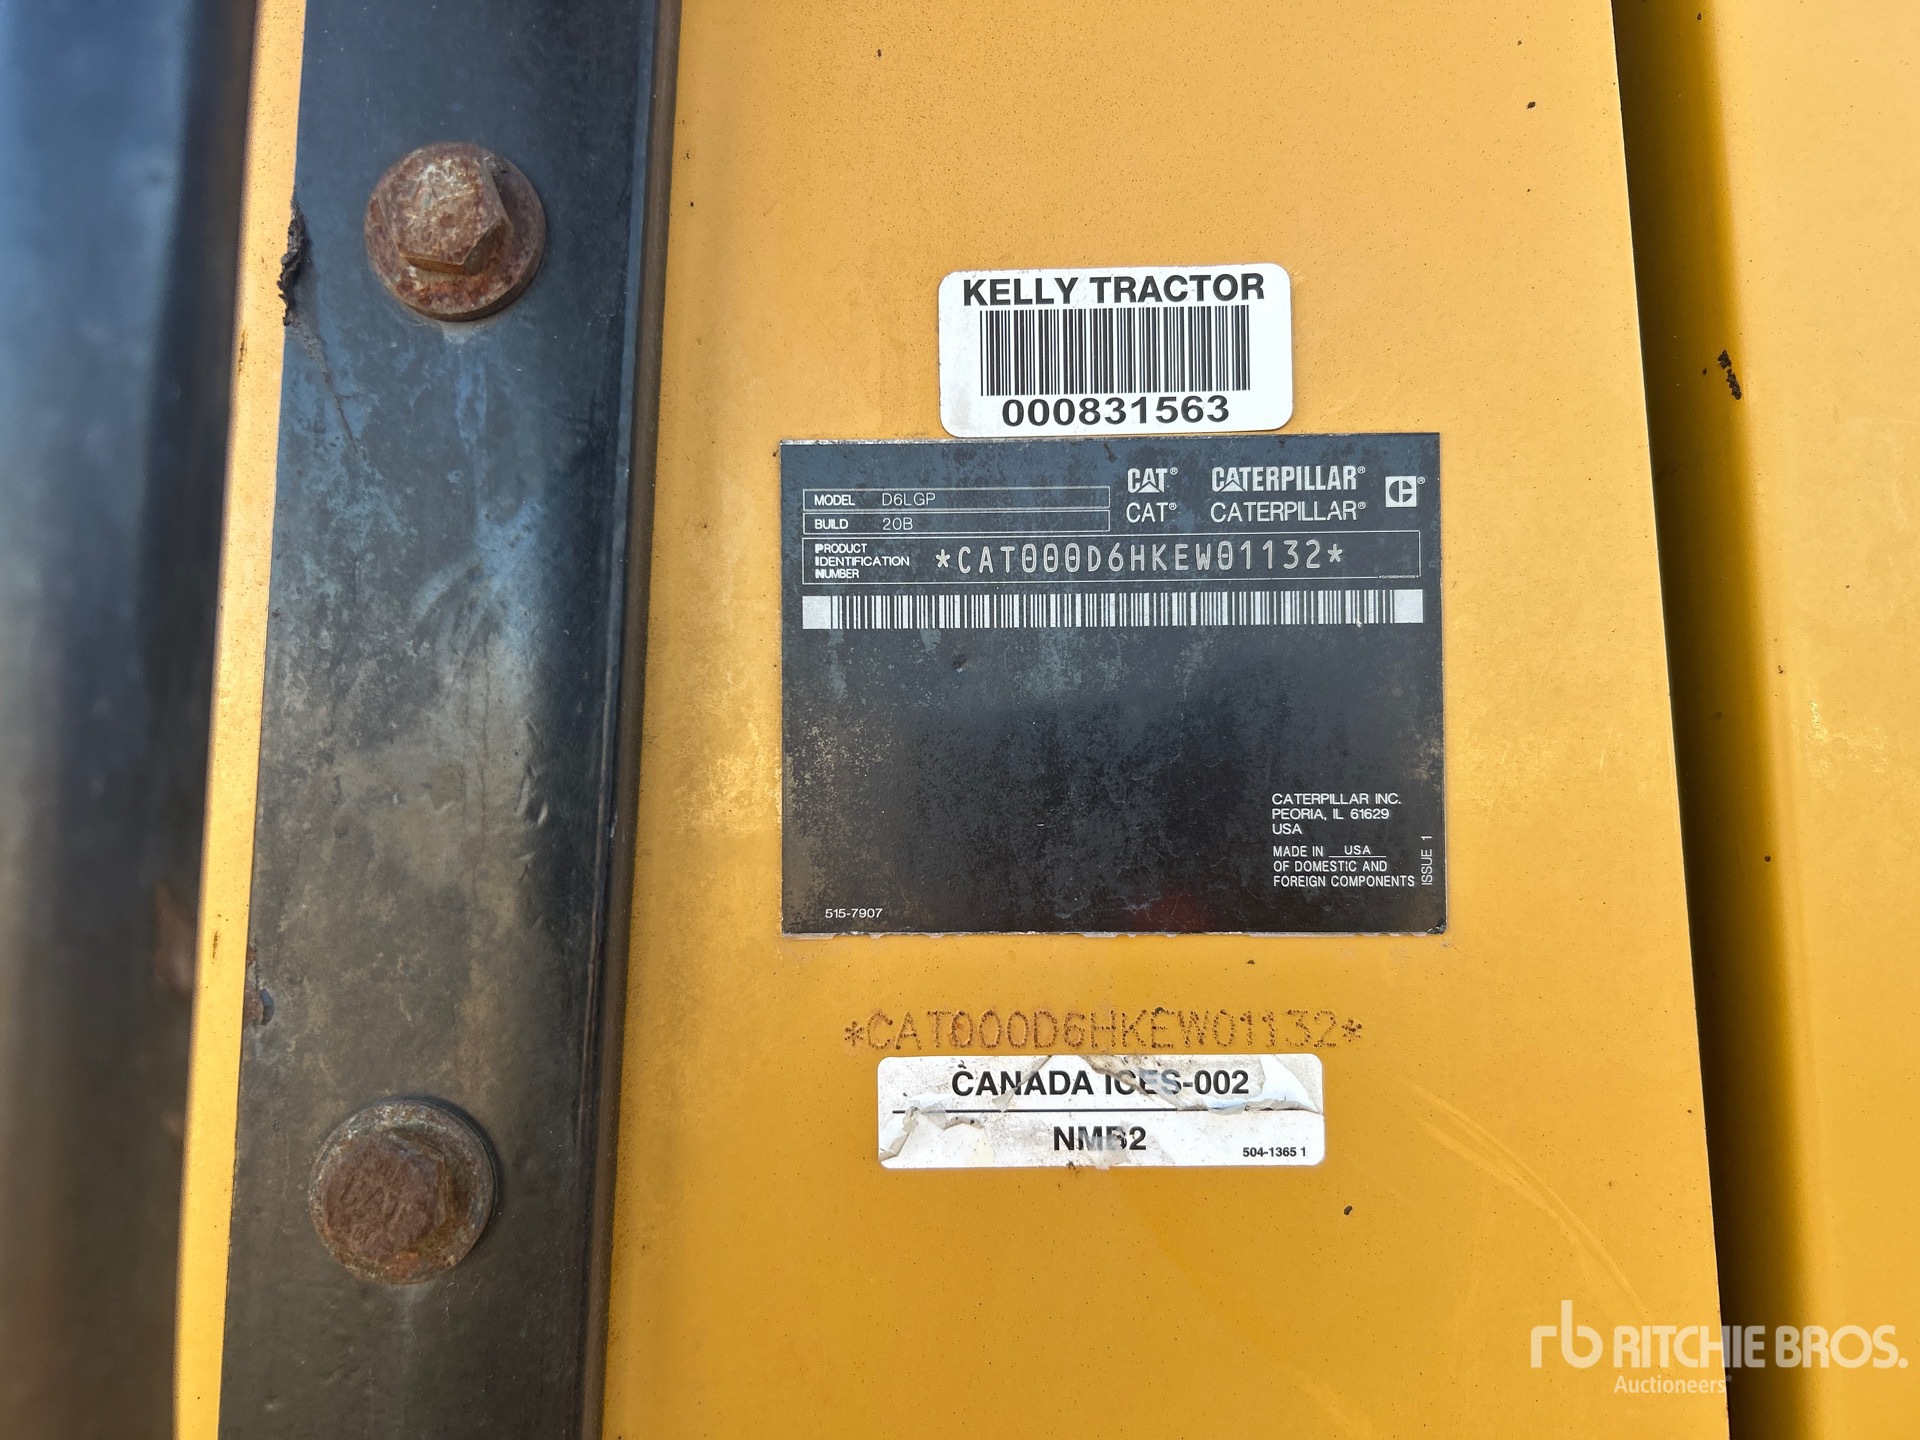 KELLY TRACTOR
000831563
CAT® CATERPILLAR®
CAT® CATERPILLAR®
MODEL D6LGP
BUILD 20B
PRODUCT IDENTIFICATION NUMBER *CAT000D6HKEW01132*
CATERPILLAR INC.
PEORIA, IL 61629
USA
MADE IN USA
OF DOMESTIC AND
FOREIGN COMPONENTS
ISSUE 1
515-7907
*CAT000D6HKEW01132*
CANADA ICES-002
NMB2
504-1365 1
rb RITCHIE BROS.
Auctioneers